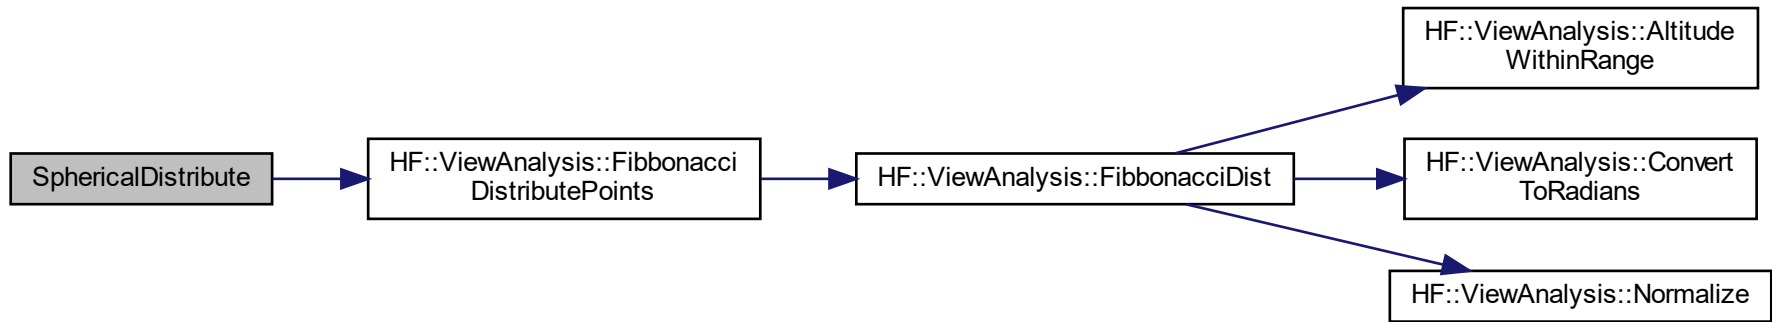 SphericalDistribute
HF::ViewAnalysis::Fibbonacci
DistributePoints
HF::ViewAnalysis::FibbonacciDist
HF::ViewAnalysis::Altitude
WithinRange
HF::ViewAnalysis::Convert
ToRadians
HF::ViewAnalysis::Normalize